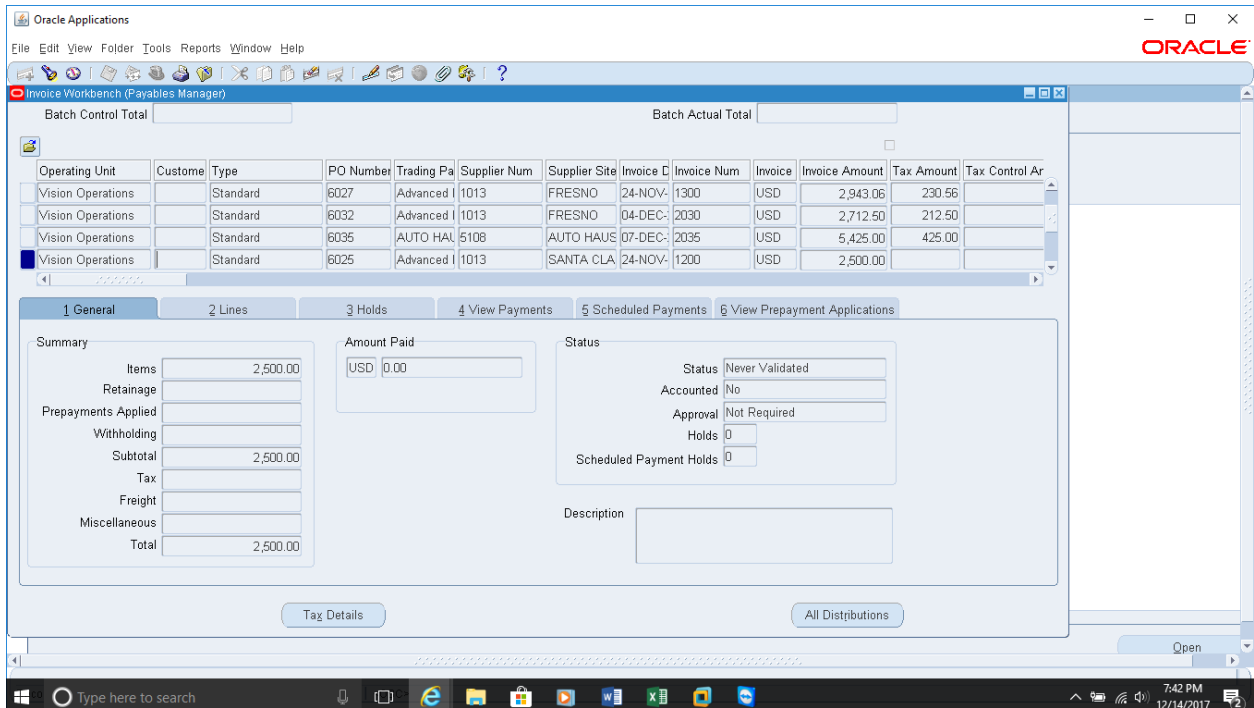 Oracle Applications
File Edit View Folder Tools Reports Window Help
ORACLE
Invoice Workbench (Payables Manager)
Batch Control Total Batch Actual Total
Operating Unit Custome Type PO Number Trading Pa Supplier Num Supplier Site Invoice D Invoice Num Invoice Invoice Amount Tax Amount Tax Control Ar
Vision Operations Standard 6027 Advanced I 1013 FRESNO 24-NOV- 1300 USD 2,943.06 230.56
Vision Operations Standard 6032 Advanced I 1013 FRESNO 04-DEC- 2030 USD 2,712.50 212.50
Vision Operations Standard 6035 AUTO HAU 5108 AUTO HAUS 07-DEC- 2035 USD 5,425.00 425.00
Vision Operations Standard 6025 Advanced I 1013 SANTA CLA 24-NOV- 1200 USD 2,500.00
1 General 2 Lines 3 Holds 4 View Payments 5 Scheduled Payments 6 View Prepayment Applications
Summary Amount Paid Status
Items 2,500.00 USD 0.00 Status Never Validated
Retainage Accounted No
Prepayments Applied Approval Not Required
Withholding Holds 0
Subtotal 2,500.00 Scheduled Payment Holds 0
Tax
Freight
Miscellaneous Description
Total 2,500.00
Tax Details All Distributions
Open
Type here to search 7:42 PM
12/14/2017